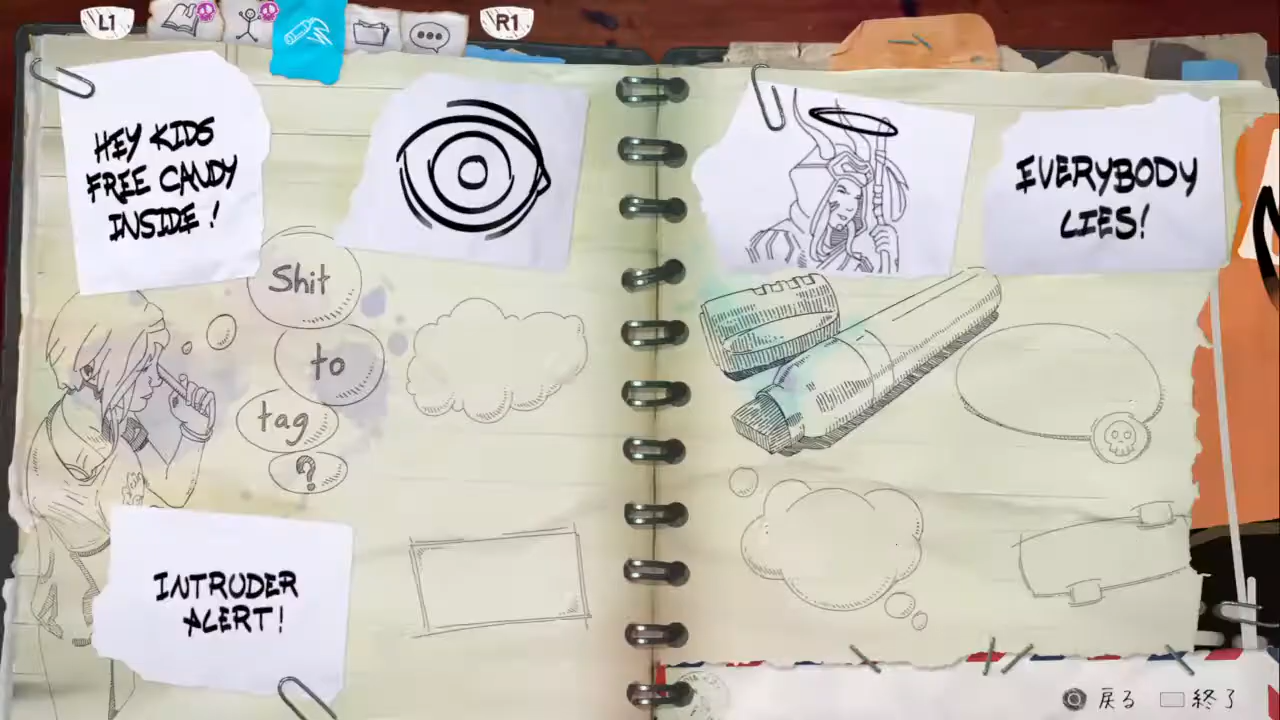 L1
R1
HEY KIDS
FREE CANDY
INSIDE!
EVERYBODY
LIES!
Shit
to
tag
?
INTRUDER
ALERT!
戻る
終了